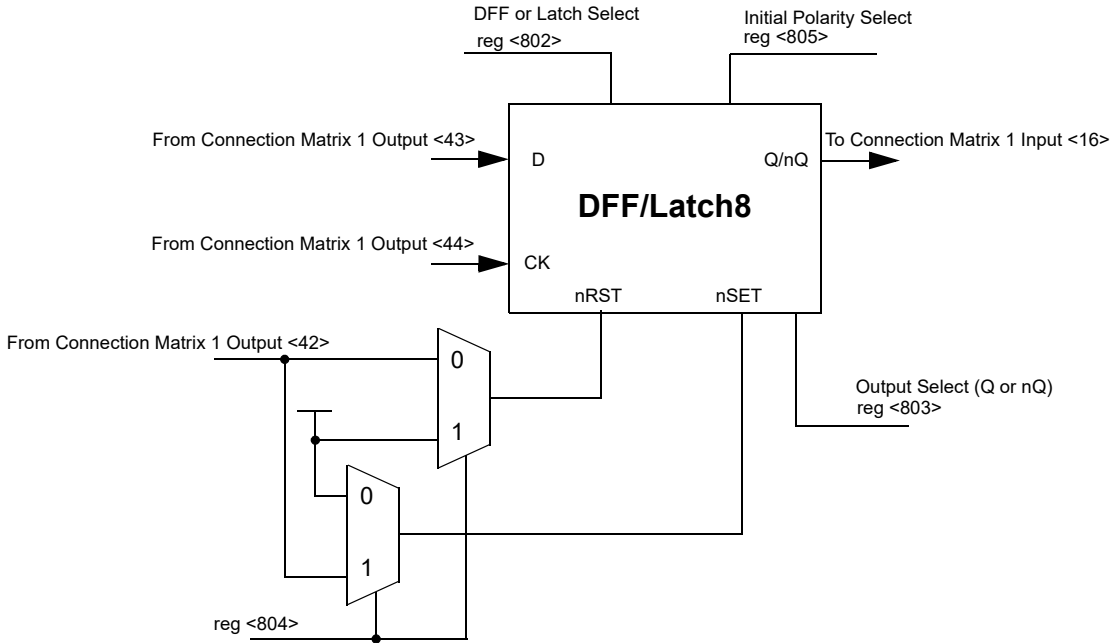 DFF or Latch Select
reg <802>
Initial Polarity Select
reg <805>
From Connection Matrix 1 Output <43>
D
Q/nQ
To Connection Matrix 1 Input <16>
DFF/Latch8
From Connection Matrix 1 Output <44>
CK
nRST
nSET
From Connection Matrix 1 Output <42>
0
1
Output Select (Q or nQ)
reg <803>
0
1
reg <804>